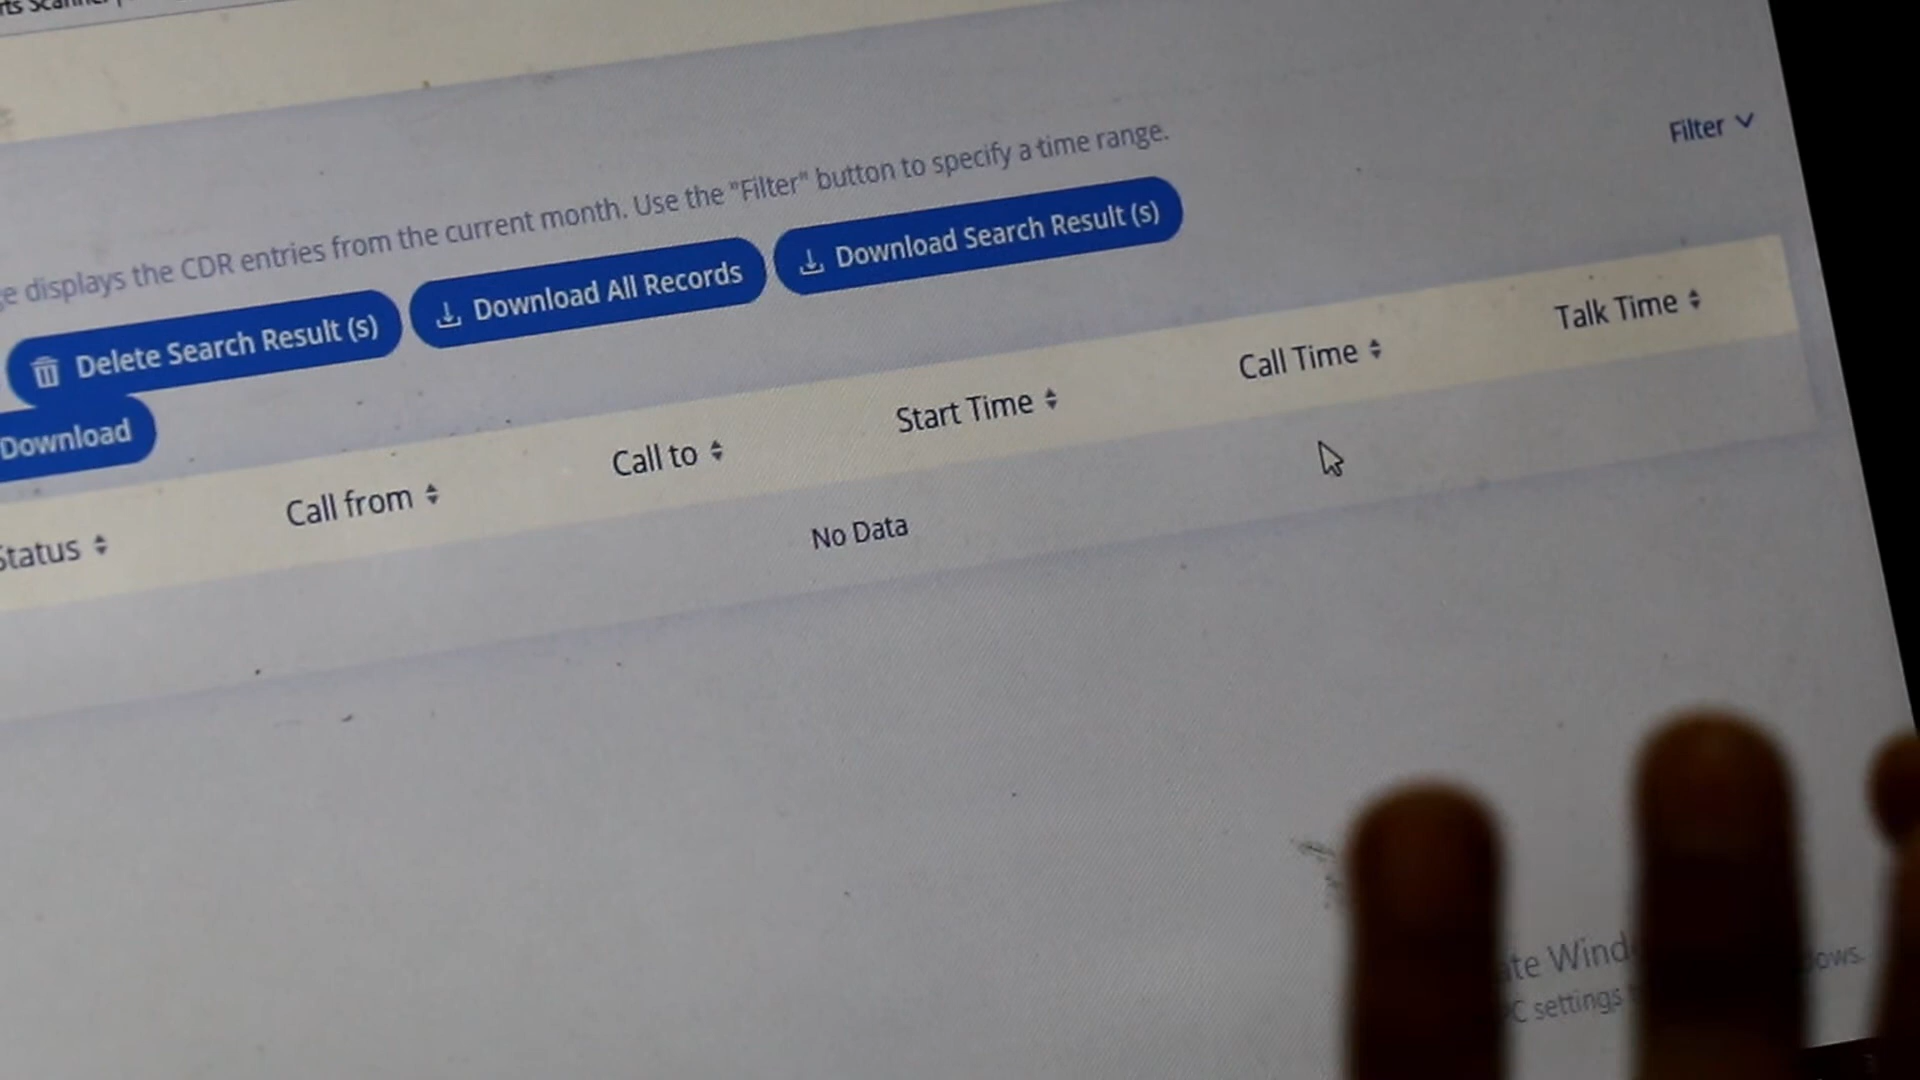 displays the CDR entries from the current month. Use the "Filter" button to specify a time range.
Filter
Delete Search Result (s)
Download All Records
Download Search Result (s)
Download
Status
Call from
Call to
Start Time
Call Time
Talk Time
No Data
settings